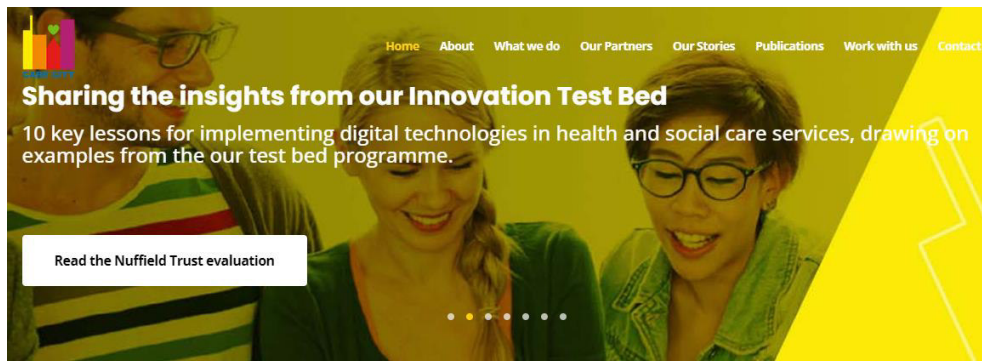 Home About What we do Our Partners Our Stories Publications Work with us Contact
Sharing the insights from our Innovation Test Bed
10 key lessons for implementing digital technologies in health and social care services, drawing on
examples from the our test bed programme.
Read the Nuffield Trust evaluation